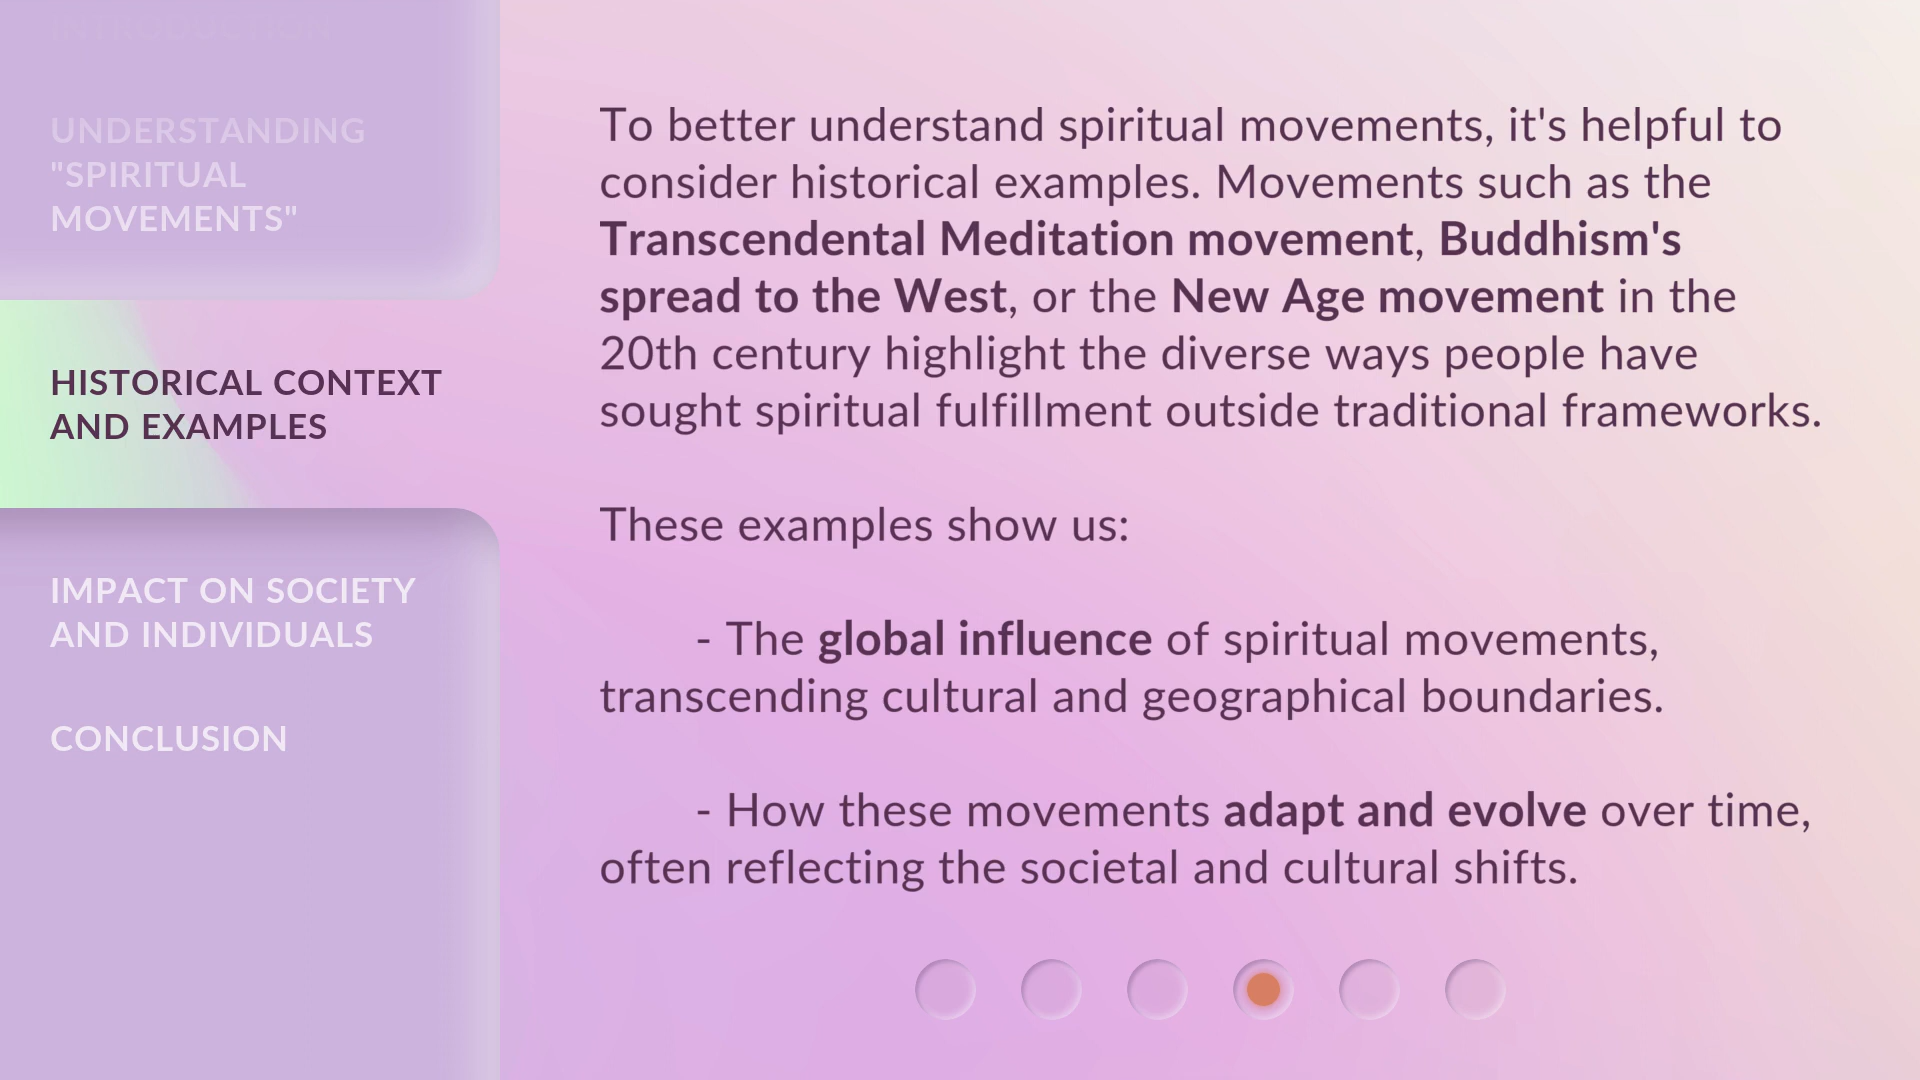 INTRODUCTION
UNDERSTANDING
"SPIRITUAL
MOVEMENTS"
HISTORICAL CONTEXT
AND EXAMPLES
IMPACT ON SOCIETY
AND INDIVIDUALS
CONCLUSION
To better understand spiritual movements, it's helpful to
consider historical examples. Movements such as the
Transcendental Meditation movement, Buddhism's
spread to the West, or the New Age movement in the
20th century highlight the diverse ways people have
sought spiritual fulfillment outside traditional frameworks.
These examples show us:
- The global influence of spiritual movements,
transcending cultural and geographical boundaries.
- How these movements adapt and evolve over time,
often reflecting the societal and cultural shifts.